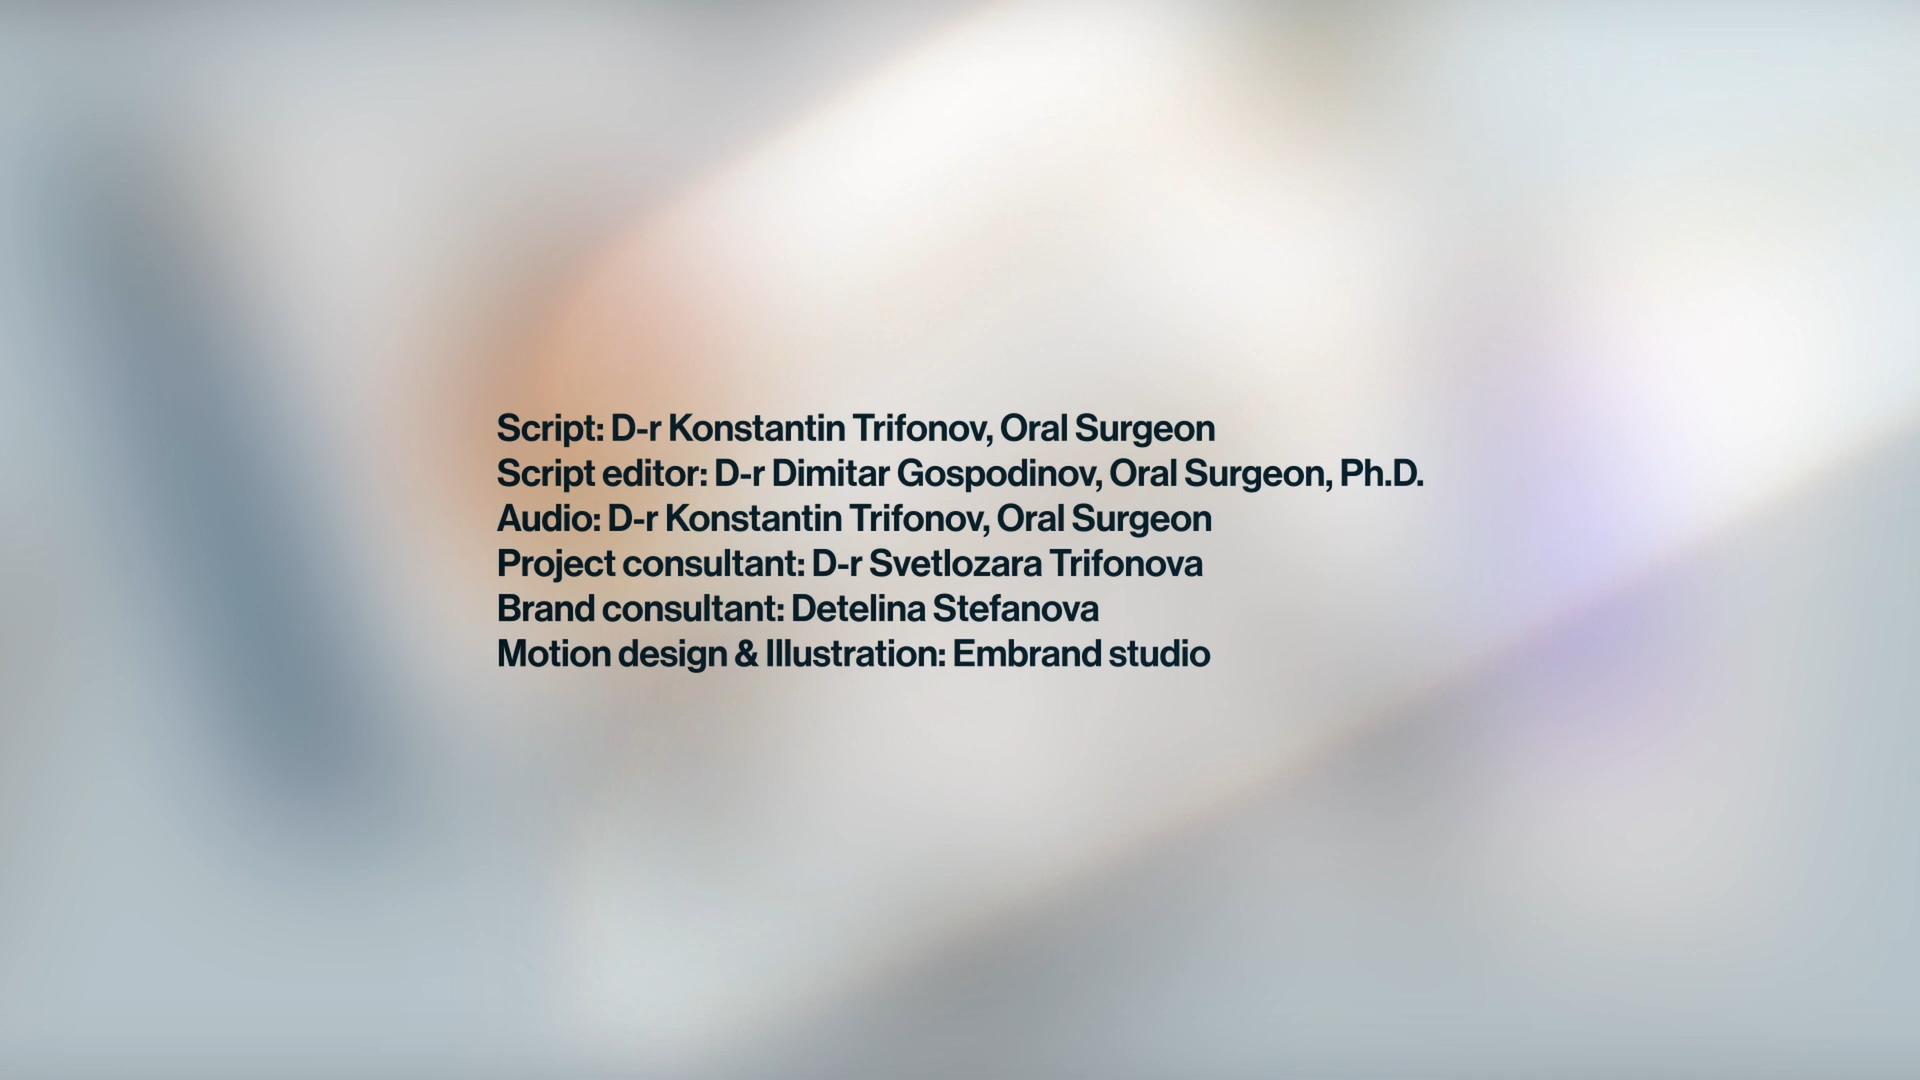 Script: D-r Konstantin Trifonov, Oral Surgeon
Script editor: D-r Dimitar Gospodinov, Oral Surgeon, Ph.D.
Audio: D-r Konstantin Trifonov, Oral Surgeon
Project consultant: D-r Svetlozara Trifonova
Brand consultant: Detelina Stefanova
Motion design & Illustration: Embrand studio